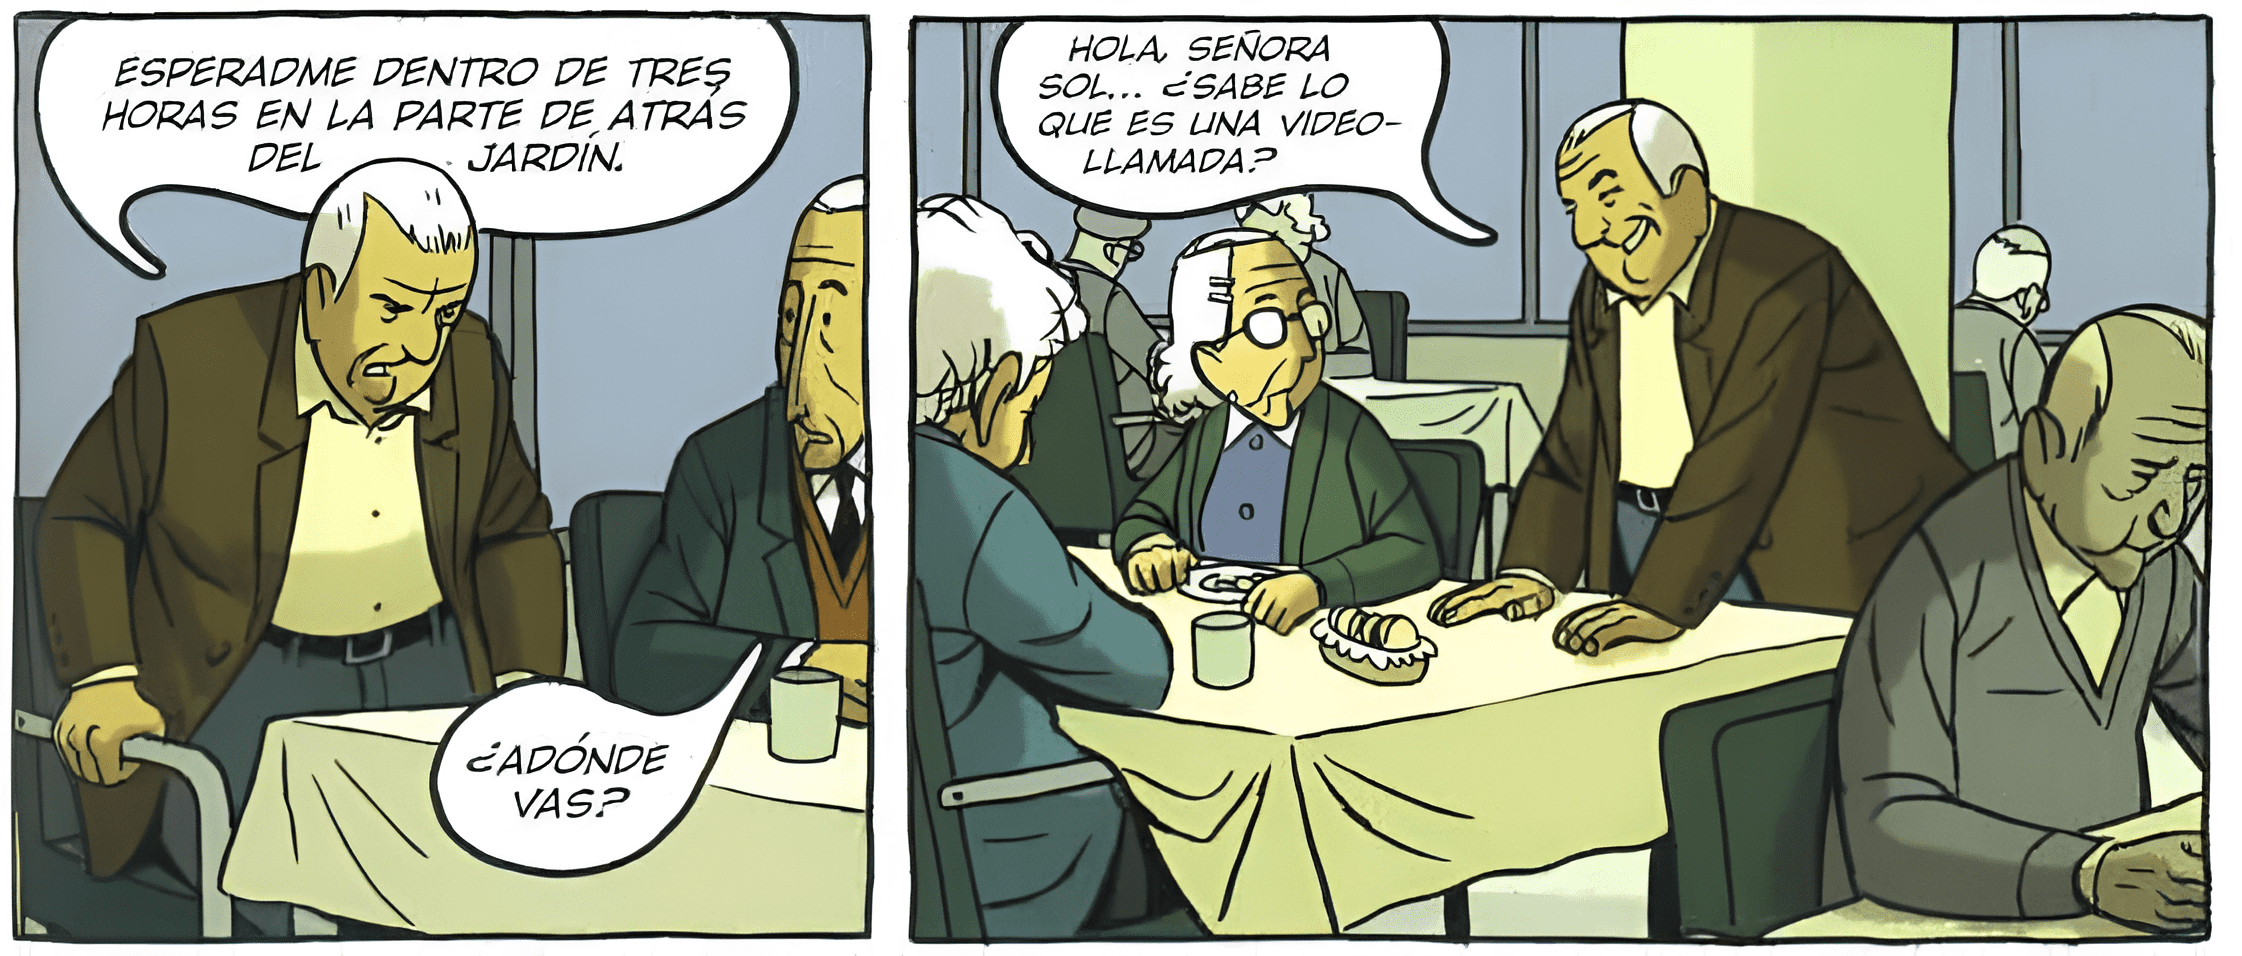 ESPERADME DENTRO DE TRES
HORAS EN LA PARTE DE ATRÁS
DEL JARDÍN.
¿ADÓNDE
VAS?
HOLA, SEÑORA
SOL... ¿SABE LO
QUE ES UNA VIDEO-
LLAMADA?